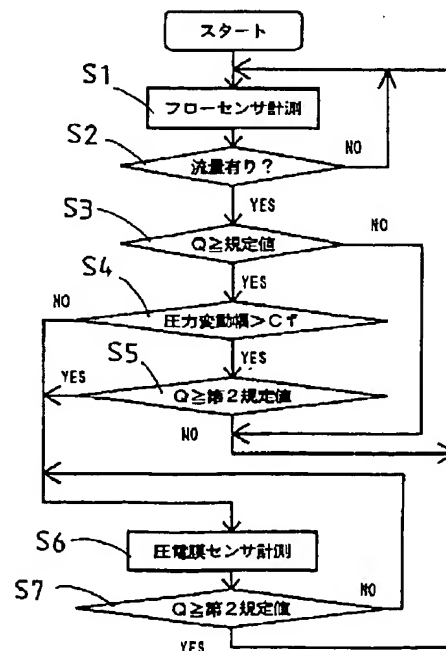 スタート
S1
フローセンサ計測
S2
流量有り?
NO
YES
S3
Q≧規定値
NO
YES
S4
NO
圧力変動幅>Cf
YES
S5
YES
Q≧第2規定値
NO
S6
圧電膜センサ計測
S7
NO
Q≧第2規定値
YES